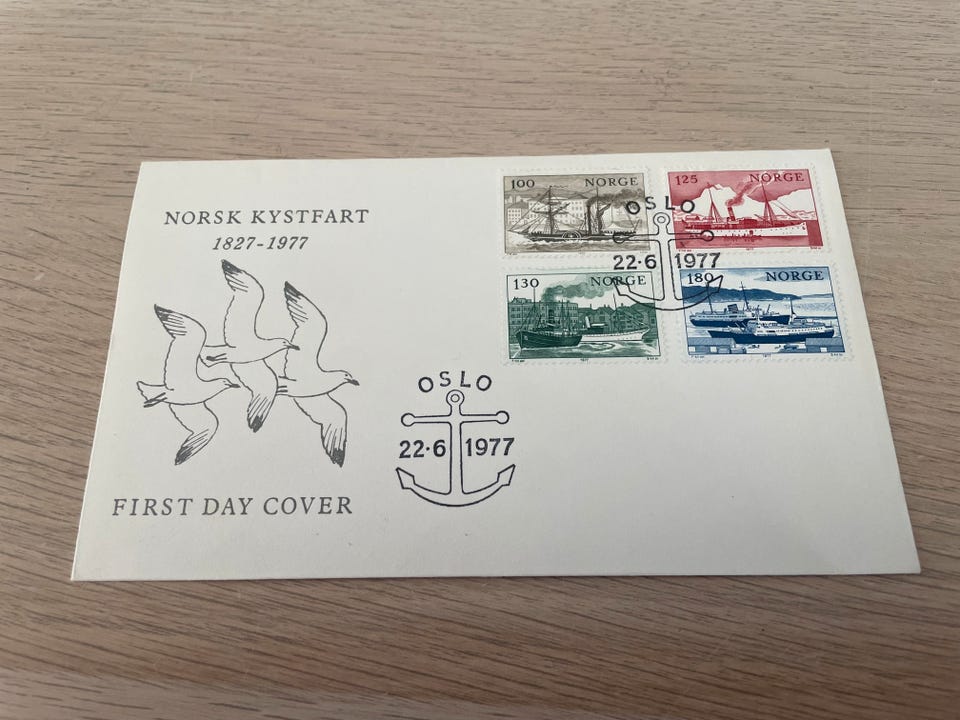 NORSK KYSTFART
1827-1977
FIRST DAY COVER
100 NORGE
125 NORGE
130 NORGE
180 NORGE
OSLO
22·6 1977
OSLO
22·6 1977